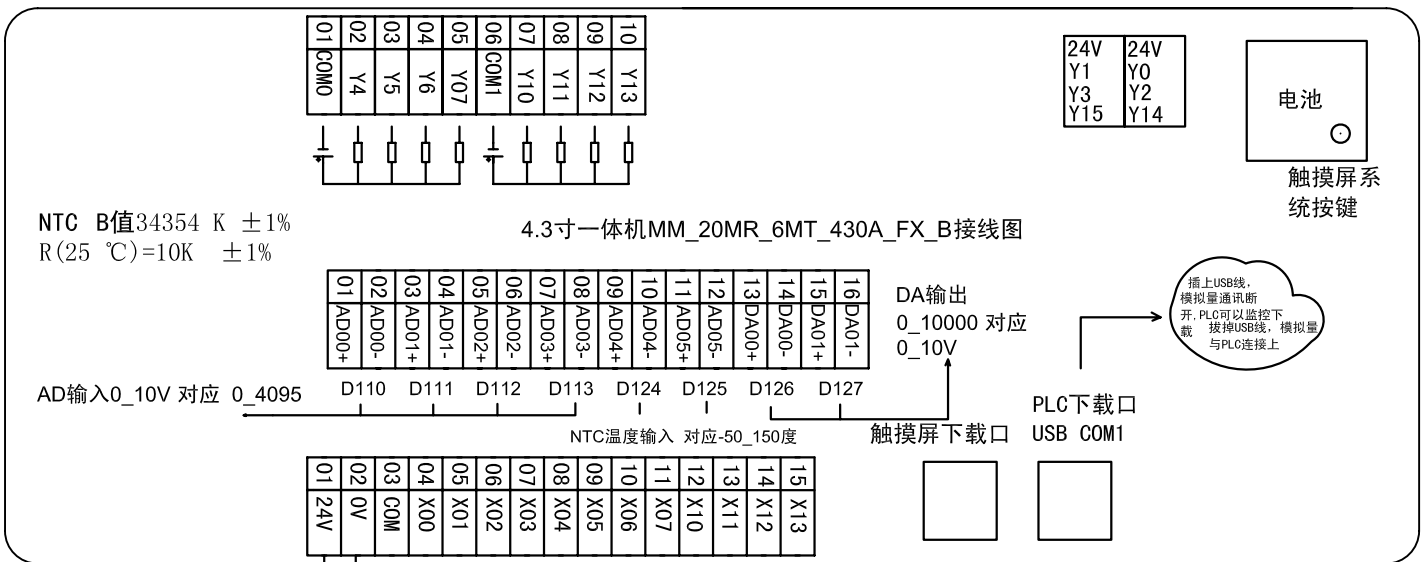 01 02 03 04 05 06 07 08 09 10
COM0 Y4 Y5 Y6 Y07 COM1 Y10 Y11 Y12 Y13
24V 24V
Y1 Y0
Y3 Y2
Y15 Y14
电池
触摸屏系
统按键
NTC B值34354 K ±1%
R(25 ℃)=10K ±1%
4.3寸一体机MM_20MR_6MT_430A_FX_B接线图
01 02 03 04 05 06 07 08 09 10 11 12 13 14 15 16
AD00+ AD00- AD01+ AD01- AD02+ AD02- AD03+ AD03- AD04+ AD04- AD05+ AD05- DA00+ DA00- DA01+ DA01-
D110 D111 D112 D113 D124 D125 D126 D127
AD输入0_10V 对应 0_4095
NTC温度输入 对应-50_150度
DA输出
0_10000 对应
0_10V
插上USB线,
模拟量通讯断
开,PLC可以监控下
载 拔掉USB线, 模拟量
与PLC连接上
触摸屏下载口
PLC下载口
USB COM1
01 02 03 04 05 06 07 08 09 10 11 12 13 14 15
24V 0V COM X00 X01 X02 X03 X04 X05 X06 X07 X10 X11 X12 X13